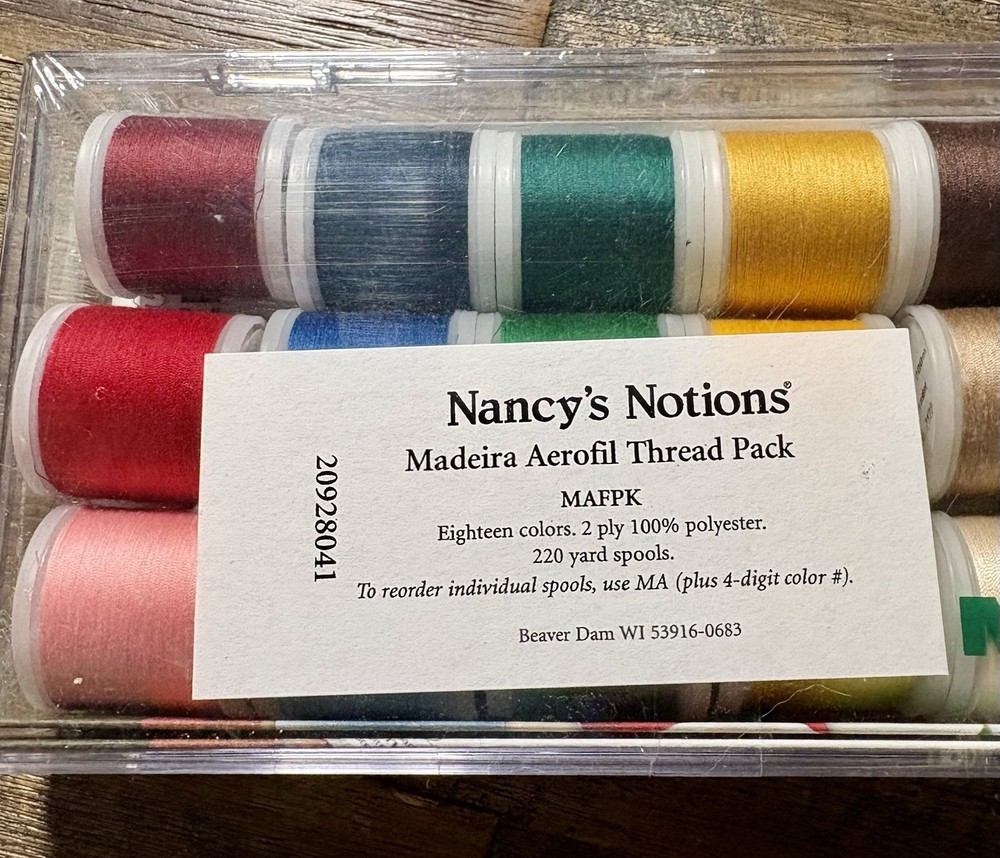 Nancy's Notions®
Madeira Aerofil Thread Pack
MAFPK
Eighteen colors. 2 ply 100% polyester.
220 yard spools.
To reorder individual spools, use MA (plus 4-digit color #).
Beaver Dam WI 53916-0683
20928041